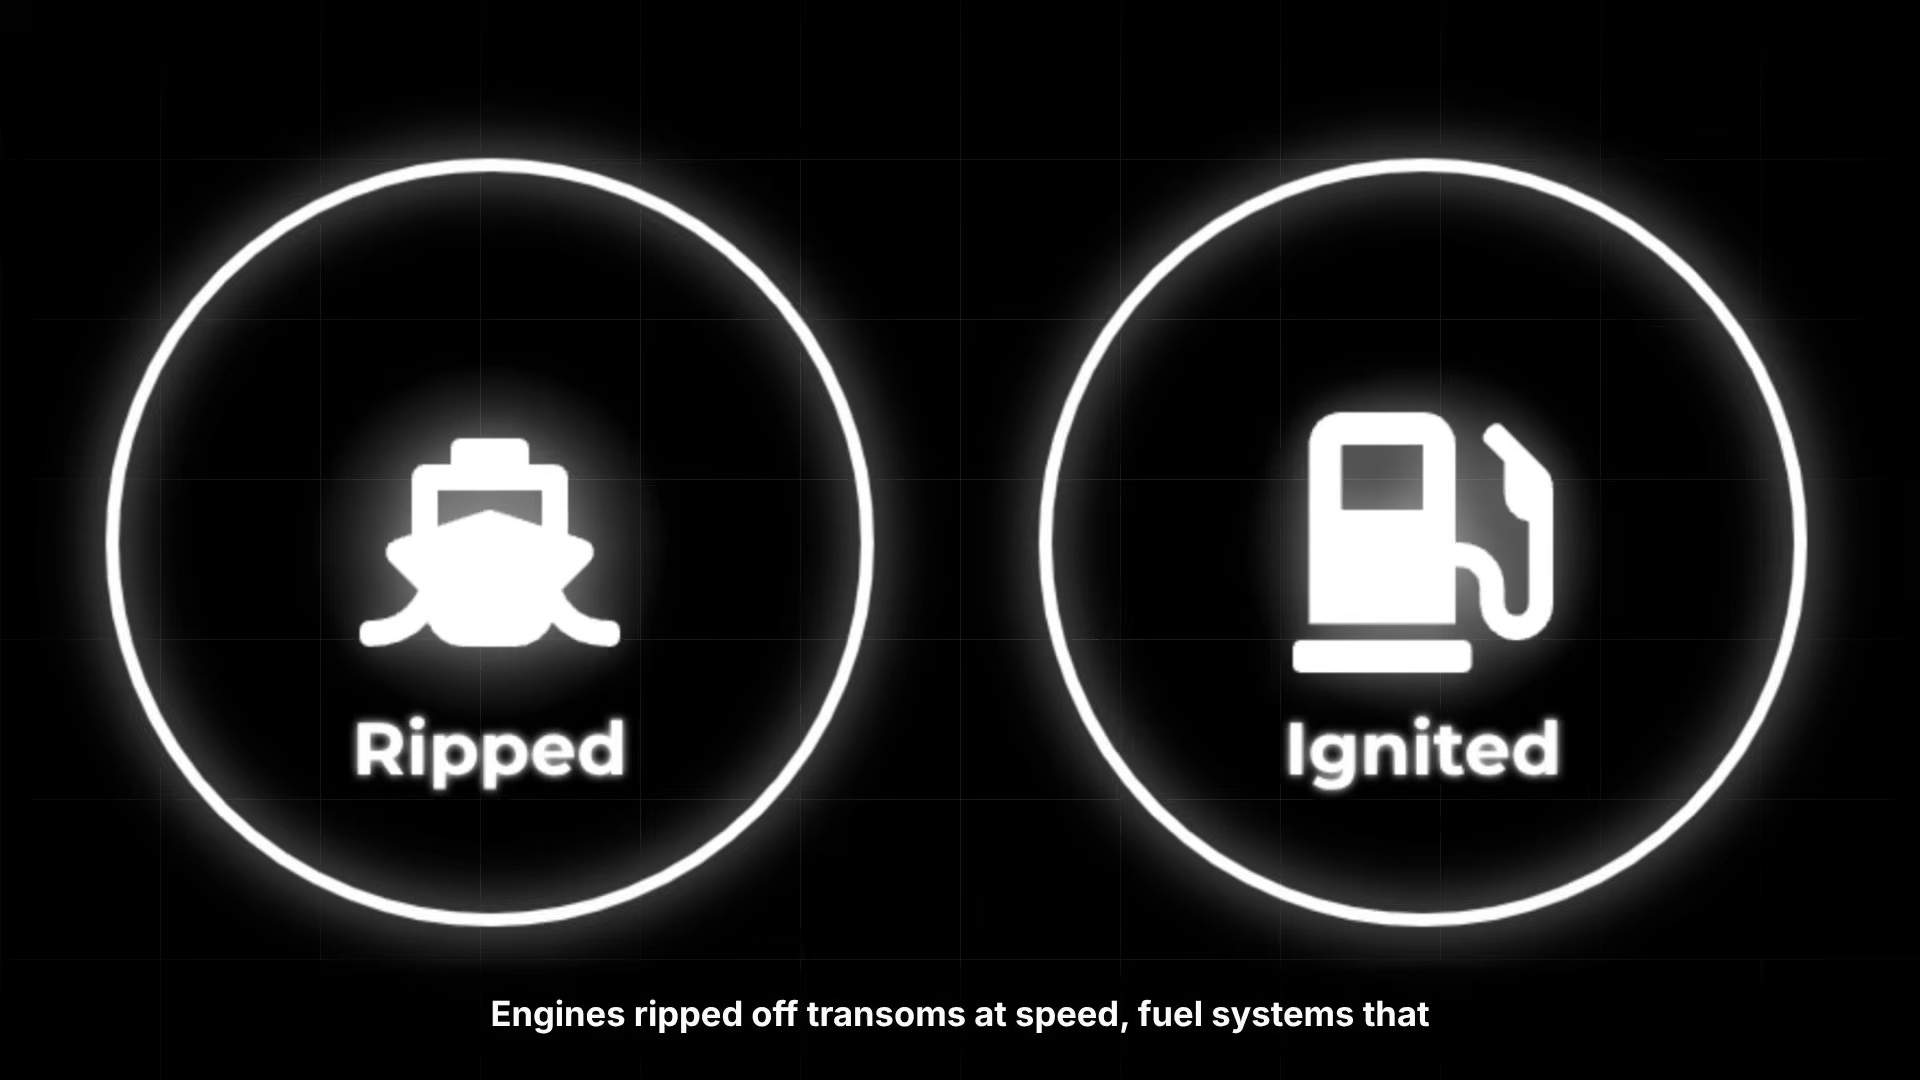 Ripped
Ignited
Engines ripped off transoms at speed, fuel systems that